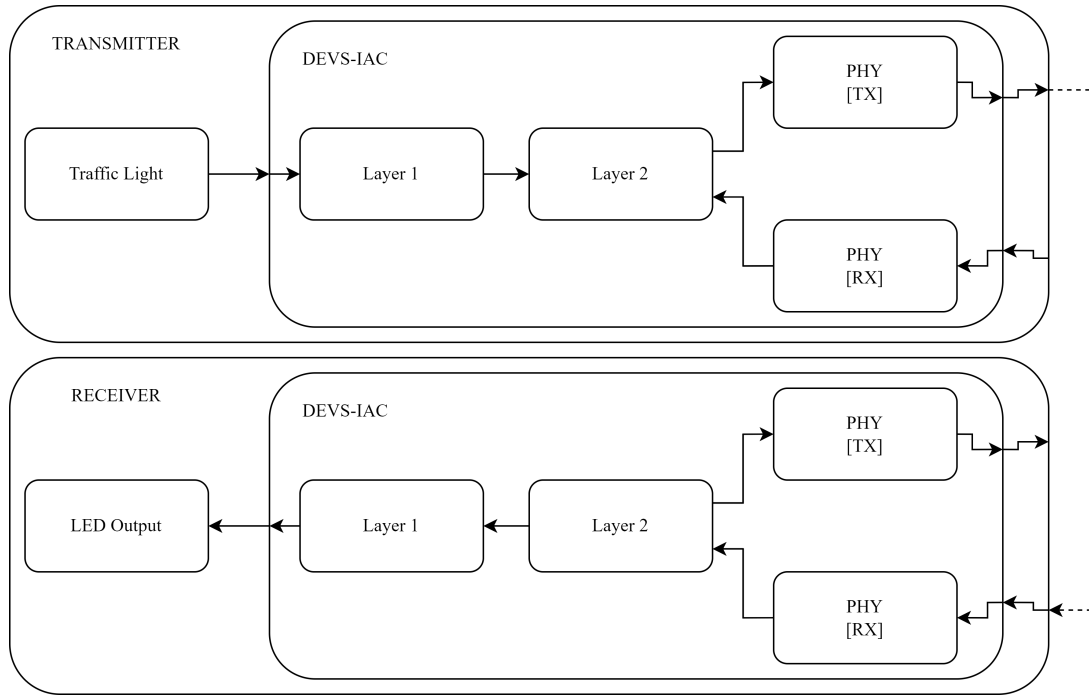 TRANSMITTER
DEVS-IAC
Traffic Light
Layer 1
Layer 2
PHY
[TX]
PHY
[RX]
RECEIVER
DEVS-IAC
LED Output
Layer 1
Layer 2
PHY
[TX]
PHY
[RX]